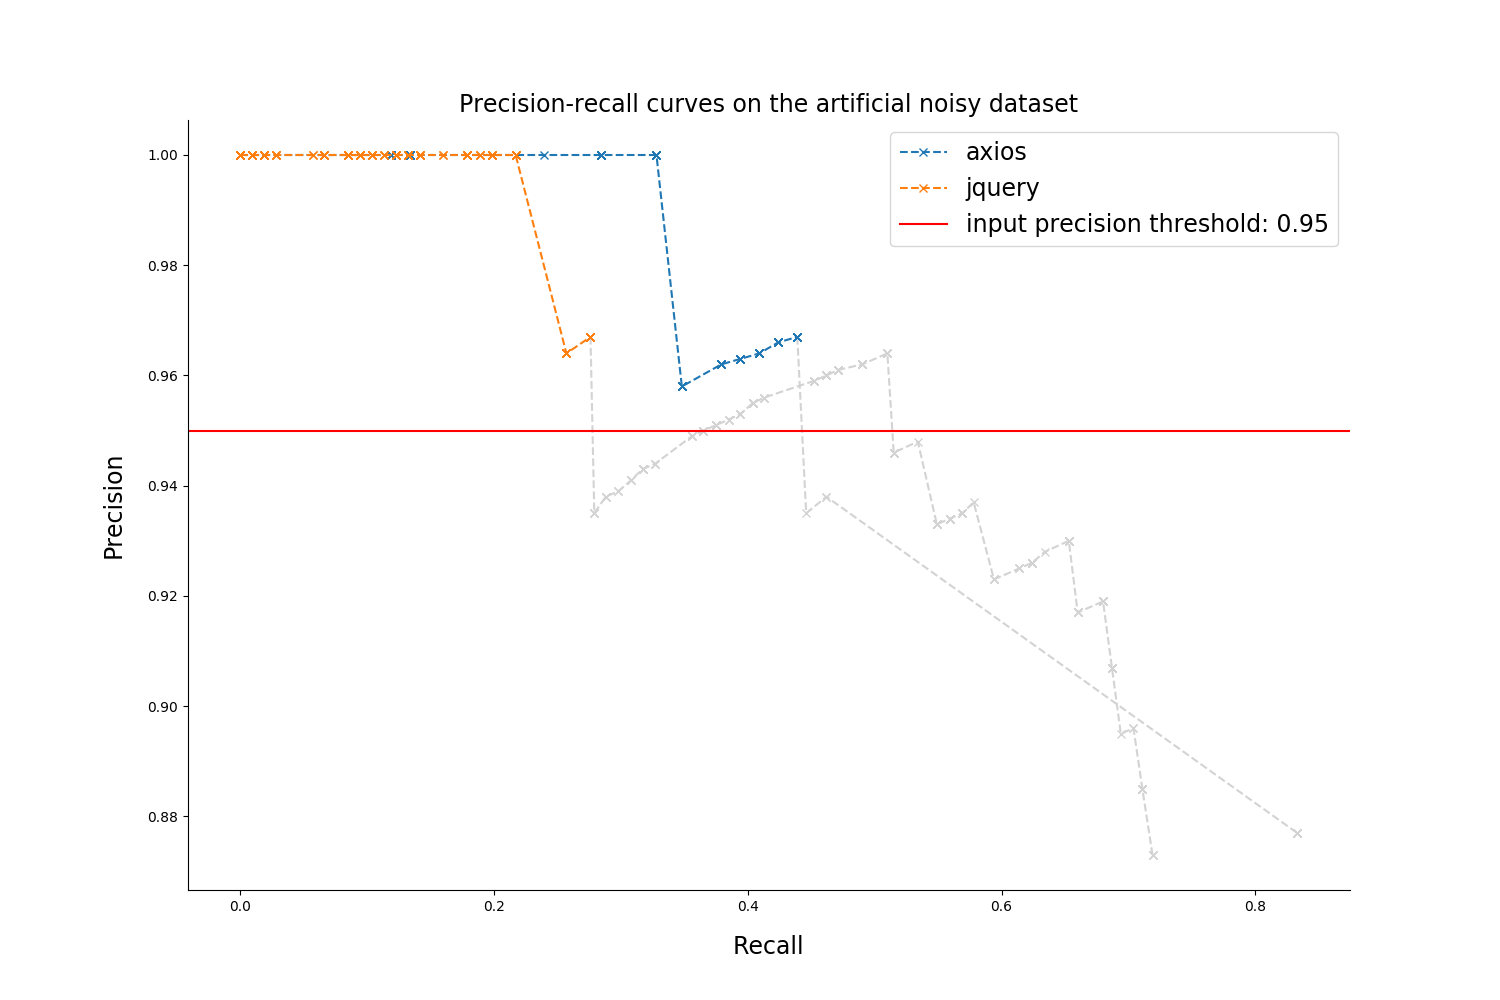 Precision-recall curves on the artificial noisy dataset
axios
jquery
input precision threshold: 0.95
1.00
0.98
0.96
0.94
0.92
0.90
0.88
Precision
0.0 0.2 0.4 0.6 0.8
Recall